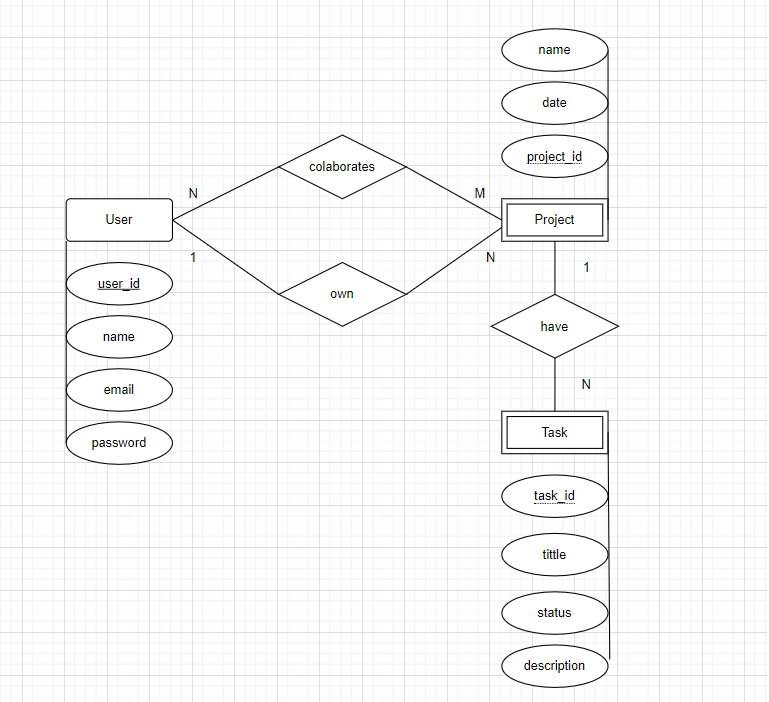 name
date
project_id
colaborates
N
M
User
Project
1
N
1
user_id
own
name
have
email
N
password
Task
task_id
tittle
status
description